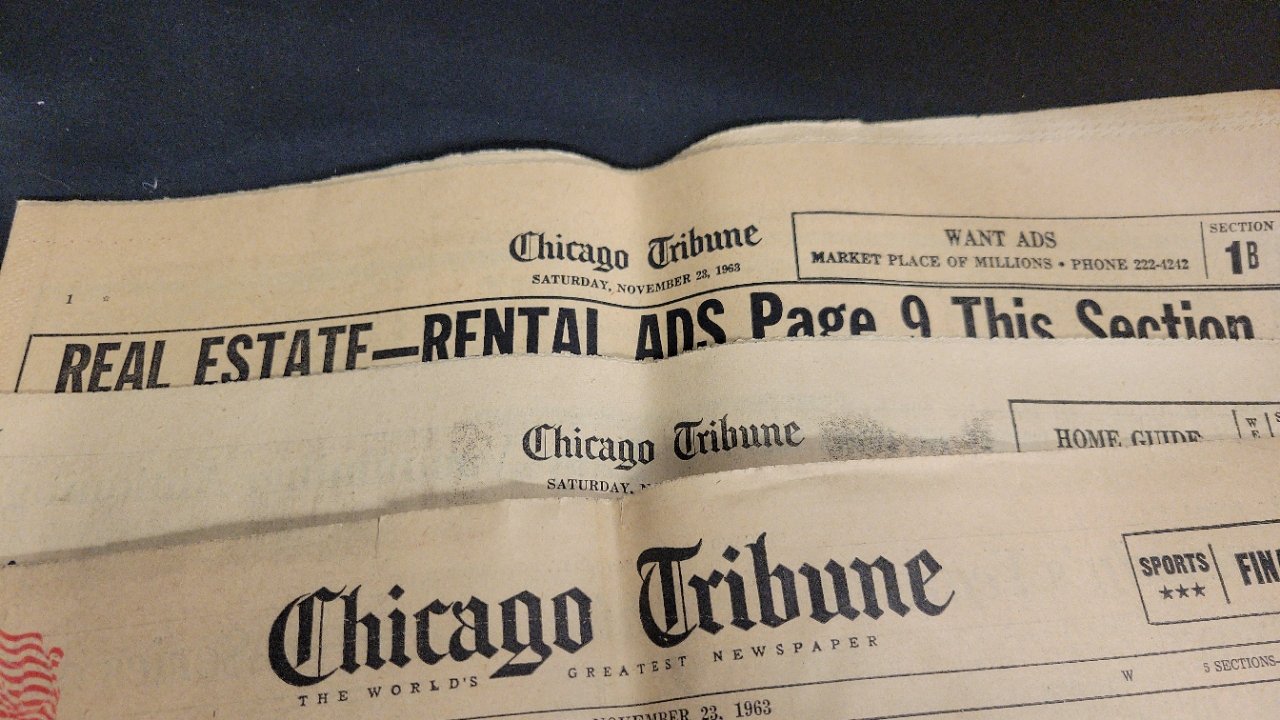 Chicago Tribune
SATURDAY, NOVEMBER 23, 1963
WANT ADS
MARKET PLACE OF MILLIONS • PHONE 222-4242
SECTION
1B
1
REAL ESTATE—RENTAL ADS Page 9 This Section
Chicago Tribune
SATURDAY,
HOME GUIDE
W
E
Chicago Tribune
THE WORLD'S GREATEST NEWSPAPER
SPORTS
★★★
W
5 SECTIONS-
NOVEMBER 23, 1963